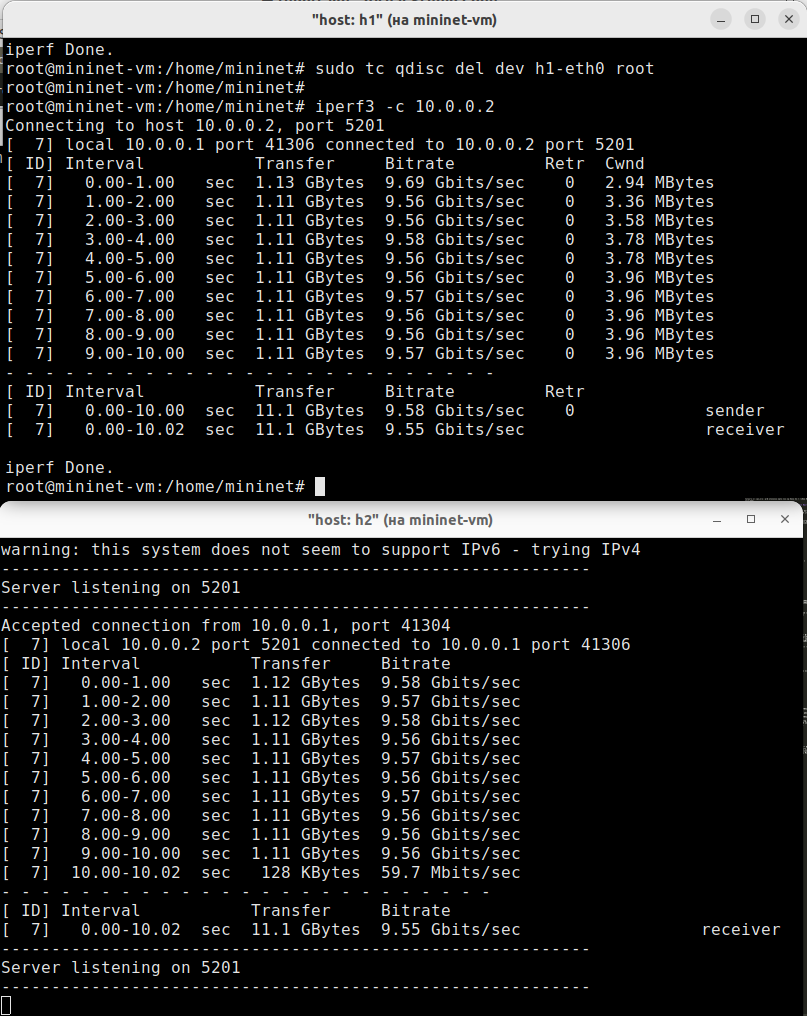 "host: h1" (на mininet-vm)
iperf Done.
root@mininet-vm:/home/mininet# sudo tc qdisc del dev h1-eth0 root
root@mininet-vm:/home/mininet#
root@mininet-vm:/home/mininet# iperf3 -c 10.0.0.2
Connecting to host 10.0.0.2, port 5201
[  7] local 10.0.0.1 port 41306 connected to 10.0.0.2 port 5201
[ ID] Interval           Transfer     Bitrate         Retr  Cwnd
[  7]   0.00-1.00   sec  1.13 GBytes  9.69 Gbits/sec    0   2.94 MBytes
[  7]   1.00-2.00   sec  1.11 GBytes  9.56 Gbits/sec    0   3.36 MBytes
[  7]   2.00-3.00   sec  1.11 GBytes  9.56 Gbits/sec    0   3.58 MBytes
[  7]   3.00-4.00   sec  1.11 GBytes  9.58 Gbits/sec    0   3.78 MBytes
[  7]   4.00-5.00   sec  1.11 GBytes  9.56 Gbits/sec    0   3.78 MBytes
[  7]   5.00-6.00   sec  1.11 GBytes  9.56 Gbits/sec    0   3.96 MBytes
[  7]   6.00-7.00   sec  1.11 GBytes  9.57 Gbits/sec    0   3.96 MBytes
[  7]   7.00-8.00   sec  1.11 GBytes  9.56 Gbits/sec    0   3.96 MBytes
[  7]   8.00-9.00   sec  1.11 GBytes  9.56 Gbits/sec    0   3.96 MBytes
[  7]   9.00-10.00  sec  1.11 GBytes  9.57 Gbits/sec    0   3.96 MBytes
- - - - - - - - - - - - - - - - - - - - - - - - -
[ ID] Interval           Transfer     Bitrate         Retr
[  7]   0.00-10.00  sec  11.1 GBytes  9.58 Gbits/sec    0             sender
[  7]   0.00-10.02  sec  11.1 GBytes  9.55 Gbits/sec                  receiver
iperf Done.
root@mininet-vm:/home/mininet#
"host: h2" (на mininet-vm)
warning: this system does not seem to support IPv6 - trying IPv4
-----------------------------------------------------------
Server listening on 5201
-----------------------------------------------------------
Accepted connection from 10.0.0.1, port 41304
[  7] local 10.0.0.2 port 5201 connected to 10.0.0.1 port 41306
[ ID] Interval           Transfer     Bitrate
[  7]   0.00-1.00   sec  1.12 GBytes  9.58 Gbits/sec
[  7]   1.00-2.00   sec  1.11 GBytes  9.57 Gbits/sec
[  7]   2.00-3.00   sec  1.12 GBytes  9.58 Gbits/sec
[  7]   3.00-4.00   sec  1.11 GBytes  9.56 Gbits/sec
[  7]   4.00-5.00   sec  1.11 GBytes  9.57 Gbits/sec
[  7]   5.00-6.00   sec  1.11 GBytes  9.56 Gbits/sec
[  7]   6.00-7.00   sec  1.11 GBytes  9.57 Gbits/sec
[  7]   7.00-8.00   sec  1.11 GBytes  9.56 Gbits/sec
[  7]   8.00-9.00   sec  1.11 GBytes  9.56 Gbits/sec
[  7]   9.00-10.00  sec  1.11 GBytes  9.56 Gbits/sec
[  7]  10.00-10.02  sec   128 KBytes  59.7 Mbits/sec
- - - - - - - - - - - - - - - - - - - - - - - - -
[ ID] Interval           Transfer     Bitrate
[  7]   0.00-10.02  sec  11.1 GBytes  9.55 Gbits/sec                  receiver
-----------------------------------------------------------
Server listening on 5201
-----------------------------------------------------------